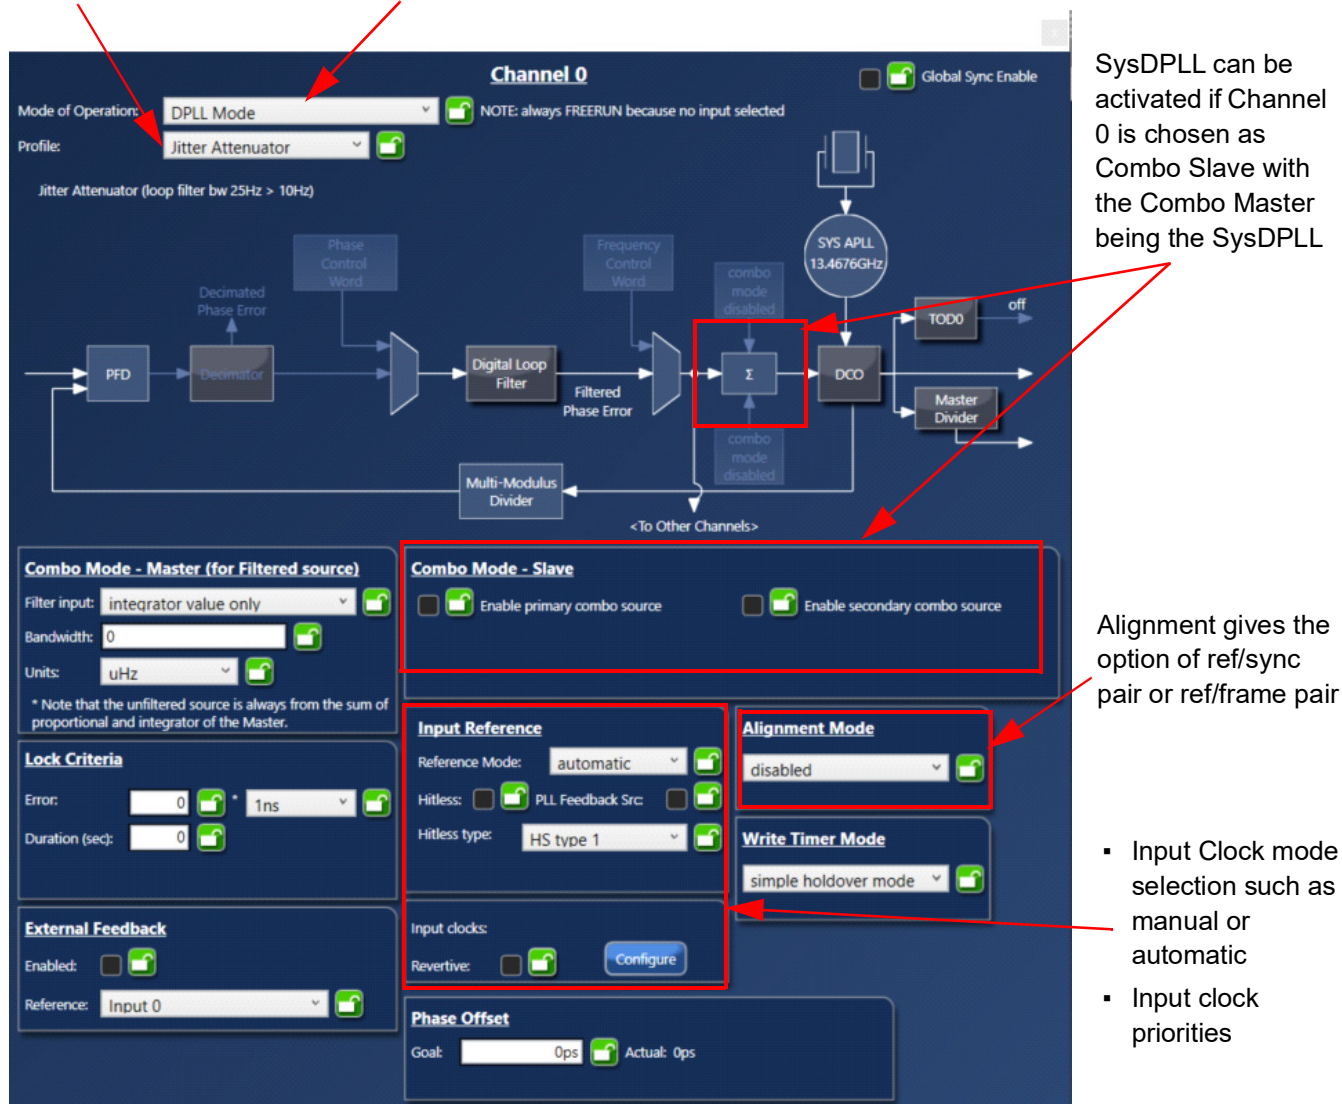 Channel 0
Global Sync Enable
Mode of Operation: DPLL Mode NOTE: always FREERUN because no input selected
Profile: Jitter Attenuator
Jitter Attenuator (loop filter bw 25Hz > 10Hz)
SysDPLL can be
activated if Channel
0 is chosen as
Combo Slave with
the Combo Master
being the SysDPLL
Phase
Control
Word
Frequency
Control
Word
SYS APLL
13.4676GHz
combo
mode
disabled
Decimated
Phase Error
TOD0
off
PFD
Decimator
Digital Loop
Filter
Filtered
Phase Error
Σ
DCO
Master
Divider
combo
mode
disabled
Multi-Modulus
Divider
<To Other Channels>
Combo Mode - Master (for Filtered source)
Filter input: integrator value only
Bandwidth: 0
Units: uHz
* Note that the unfiltered source is always from the sum of
proportional and integrator of the Master.
Combo Mode - Slave
Enable primary combo source Enable secondary combo source
Alignment gives the
option of ref/sync
pair or ref/frame pair
Lock Criteria
Error: 0 * 1ns
Duration (sec): 0
Input Reference
Reference Mode: automatic
Hitless: PLL Feedback Src:
Hitless type: HS type 1
Alignment Mode
disabled
Write Timer Mode
simple holdover mode
External Feedback
Enabled:
Reference: Input 0
Input clocks:
Revertive: Configure
Phase Offset
Goal: 0ps Actual: 0ps
▪ Input Clock mode
selection such as
manual or
automatic
▪ Input clock
priorities